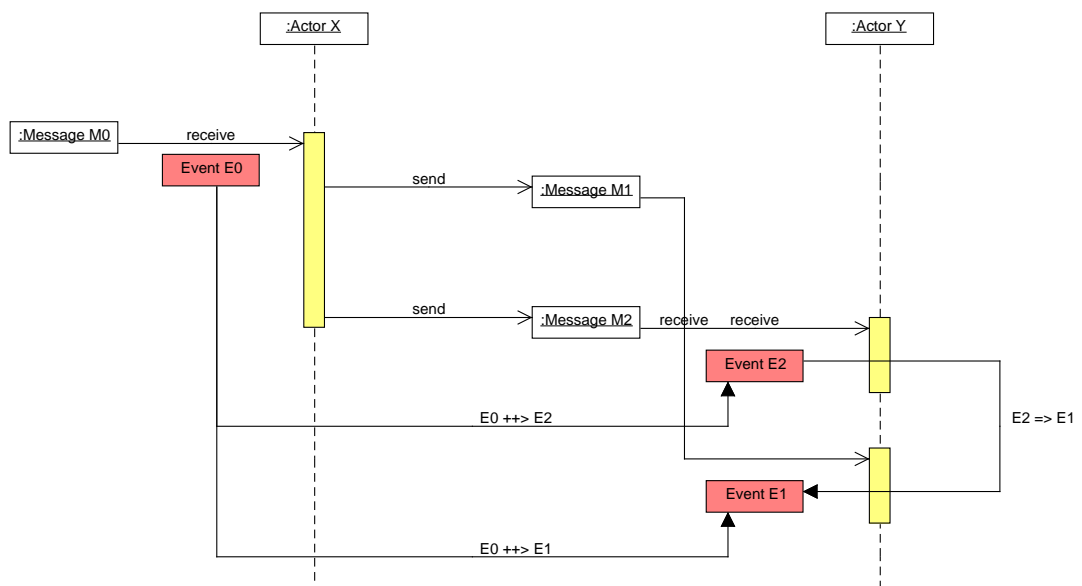 :Actor X
:Actor Y
:Message M0
receive
Event E0
send
:Message M1
send
:Message M2
receive
receive
Event E2
E0 ++> E2
E2 => E1
Event E1
E0 ++> E1